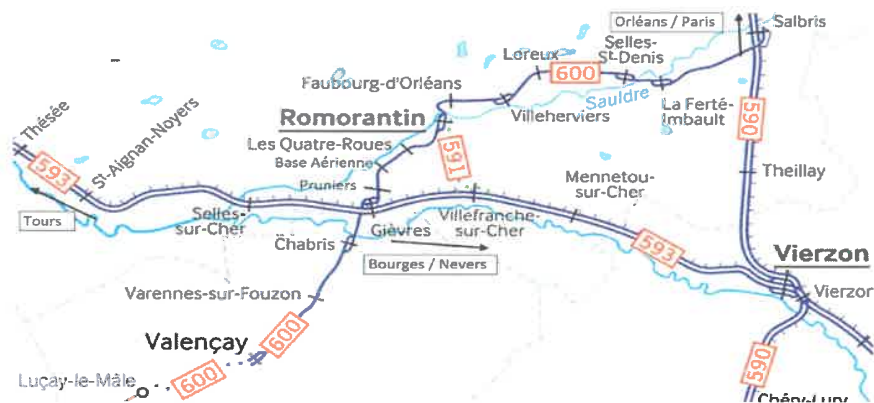 Orléans / Paris
Salbris
Selles-
St-Denis
Loreux
600
Faubourg-d'Orléans
Sauldre
La Ferté-
Imbault
Villeherviers
Romorantin
590
Thésée
St-Aignan-Noyers
Les Quatre-Roues
Base Aérienne
591
Pruniers
Theillay
Mennetou-
sur-Cher
593
Tours
Selles-
sur-Cher
Gièvres
Villefranche-
sur-Cher
Chabris
Bourges / Nevers
593
Vierzon
Vierzon
Varennes-sur-Fouzon
Valençay
600
590
Luçay-le-Mâle
600